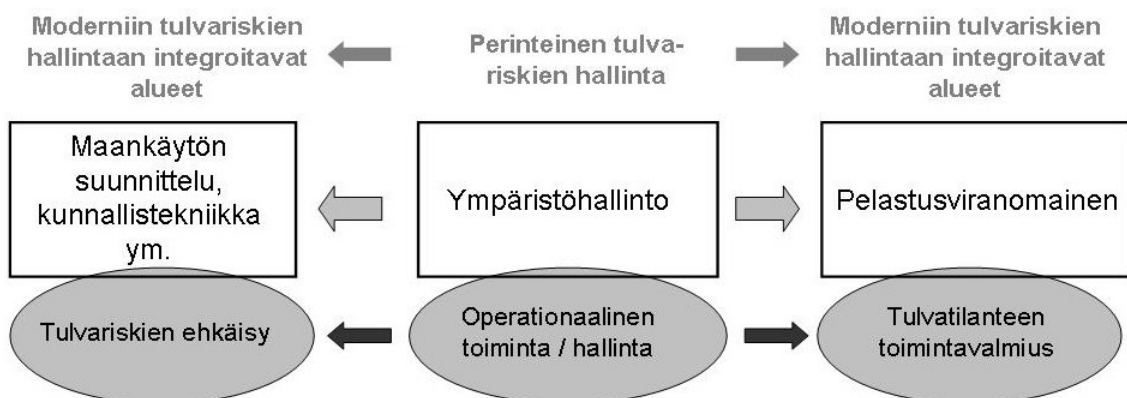 Moderniin tulvariskien
hallintaan integroitavat
alueet
Perinteinen tulva-
riskien hallinta
Moderniin tulvariskien
hallintaan integroitavat
alueet
Maankäytön
suunnittelu,
kunnallistekniikka
ym.
Ympäristöhallinto
Pelastusviranomainen
Tulvariskien ehkäisy
Operationaalinen
toiminta / hallinta
Tulvatilanteen
toimintavalmius